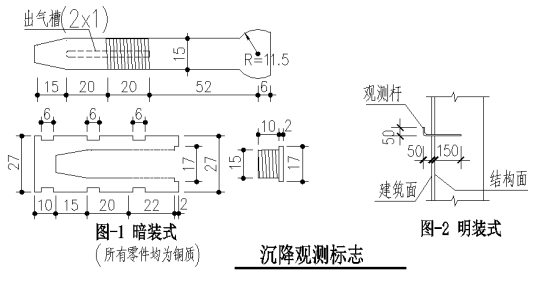 出气槽(2x1)
15
R=11.5
15 20 20 52 6
6 6 6
27
17
27
10 15 20 22 2
10 2
15
17
图-1 暗装式
(所有零件均为铜质)
观测杆
50
50 150
建筑面
结构面
图-2 明装式
沉降观测标志